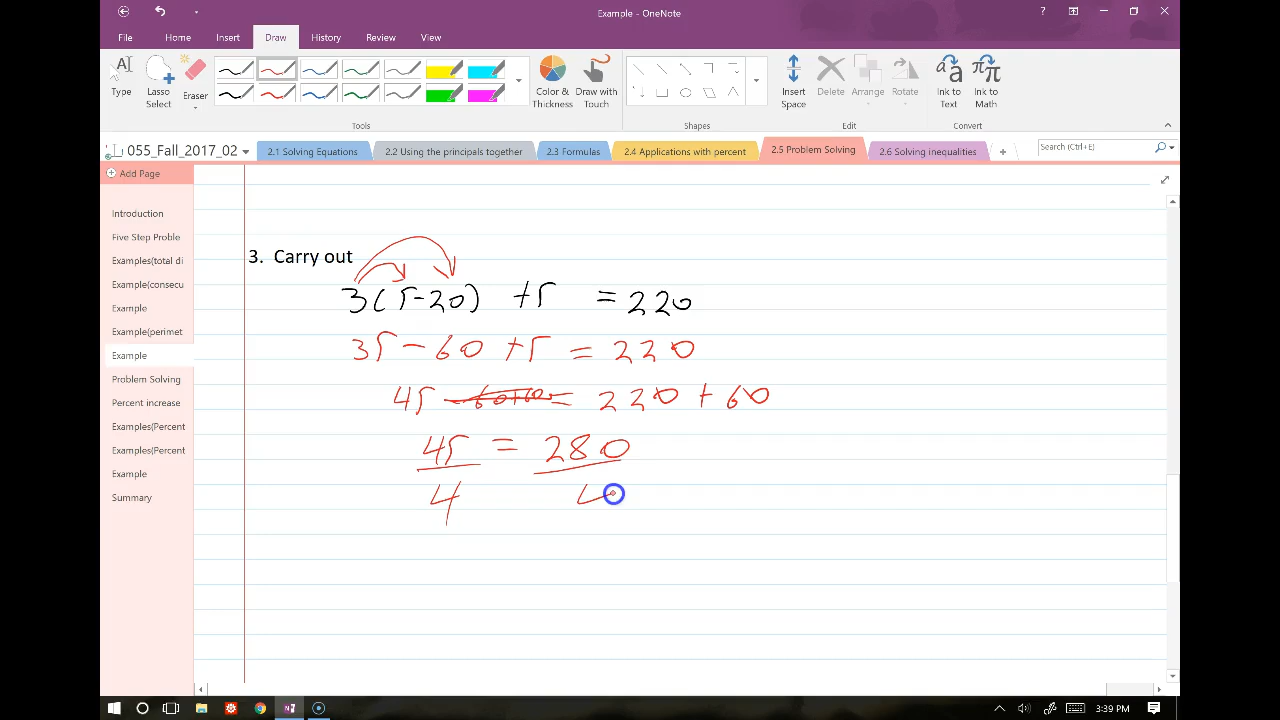 Example - OneNote
?
File Home Insert Draw History Review View
Type Lasso Select Eraser Color & Thickness Draw with Touch Insert Space Delete Arrange Rotate Ink to Text Ink to Math
Tools Shapes Edit Convert
055_Fall_2017_02 2.1 Solving Equations 2.2 Using the principals together 2.3 Formulas 2.4 Applications with percent 2.5 Problem Solving 2.6 Solving inequalities + Search (Ctrl+E)
Add Page
Introduction
Five Step Proble
Examples(total di
Example(consecu
Example
Example(perimet
Example
Problem Solving
Percent increase
Examples(Percent
Examples(Percent
Example
Summary
3. Carry out
3(r-20) +r = 220
3r - 60 +r = 220
4r - 60+60 = 220 + 60
4r = 280
4 4
3:39 PM